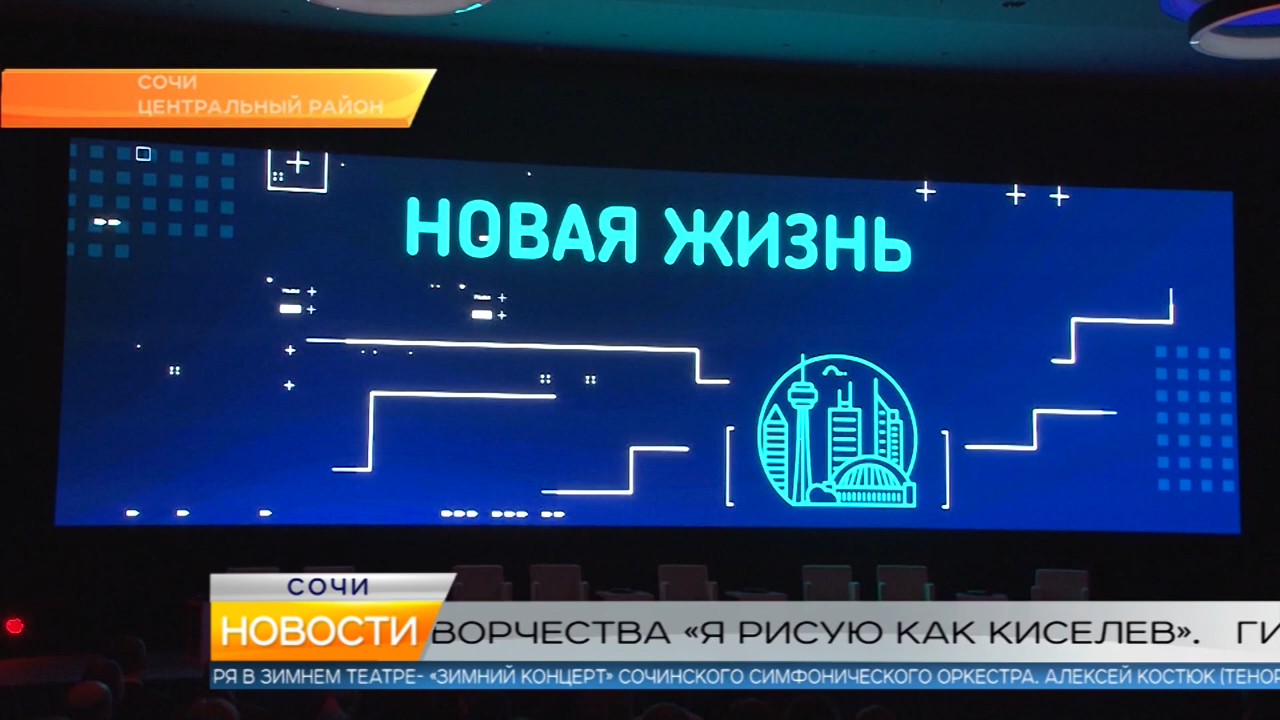 СОЧИ
ЦЕНТРАЛЬНЫЙ РАЙОН
НОВАЯ ЖИЗНЬ
СОЧИ
НОВОСТИ
ВОРЧЕСТВА «Я РИСУЮ КАК КИСЕЛЕВ». ГИ
РЯ В ЗИМНЕМ ТЕАТРЕ- «ЗИМНИЙ КОНЦЕРТ» СОЧИНСКОГО СИМФОНИЧЕСКОГО ОРКЕСТРА. АЛЕКСЕЙ КОСТЮК (ТЕНОР